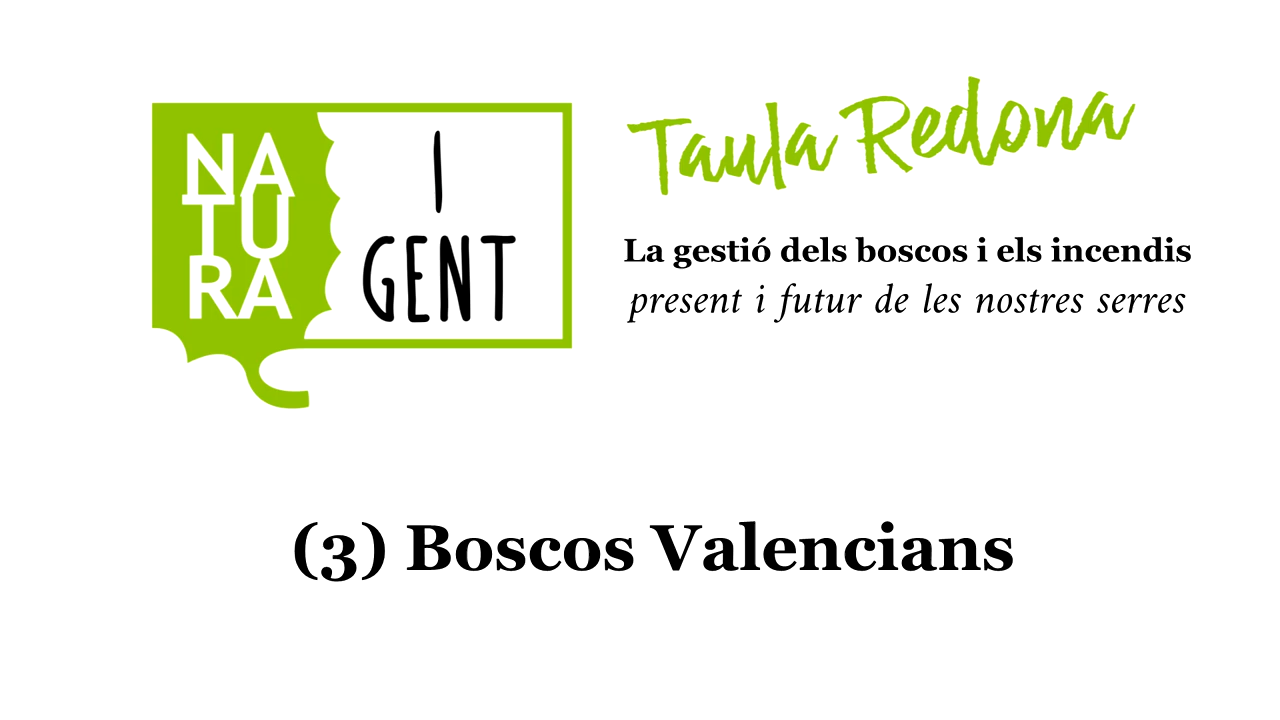 NA
TU
RA
I
GENT
Taula Redona
La gestió dels boscos i els incendis
present i futur de les nostres serres
(3) Boscos Valencians